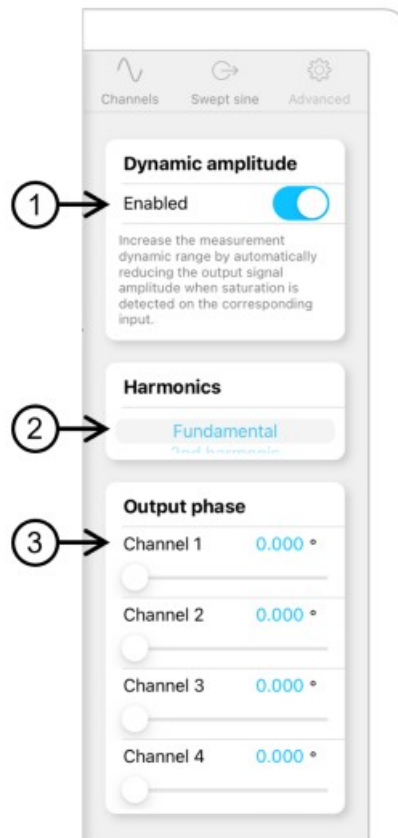 Channels Swept sine Advanced
Dynamic amplitude
1 Enabled
Increase the measurement
dynamic range by automatically
reducing the output signal
amplitude when saturation is
detected on the corresponding
input.
Harmonics
2 Fundamental
2nd harmonic
Output phase
3 Channel 1 0.000 °
Channel 2 0.000 °
Channel 3 0.000 °
Channel 4 0.000 °